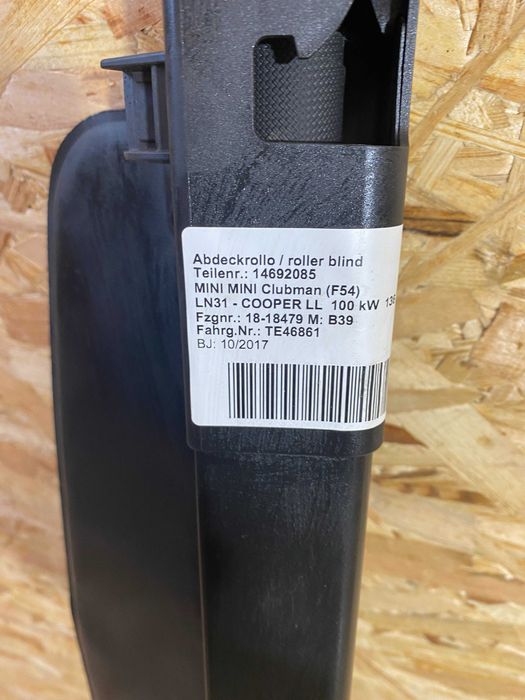 Abdeckrollo / roller blind
Teilenr.: 14692085
MINI MINI Clubman (F54)
LN31 - COOPER LL 100 kW 136
Fzgnr.: 18-18479 M: B39
Fahrg.Nr.: TE46861
BJ: 10/2017